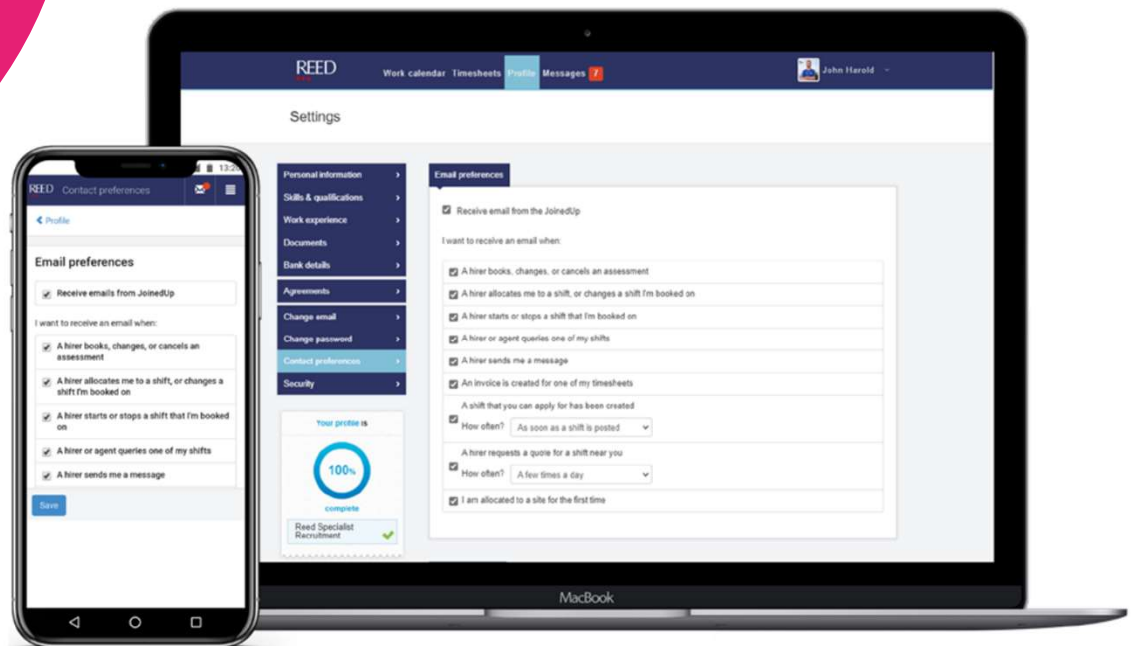 REED
Work calendar Timesheets Profile Messages 7
John Harold
Settings
Personal information
Skills & qualifications
Work experience
Documents
Bank details
Agreements
Change email
Change password
Contact preferences
Security
Your profile is
100%
complete
Reed Specialist
Recruitment
Email preferences
Receive email from the JoinedUp
I want to receive an email when:
A hirer books, changes, or cancels an assessment
A hirer allocates me to a shift, or changes a shift I'm booked on
A hirer starts or stops a shift that I'm booked on
A hirer or agent queries one of my shifts
A hirer sends me a message
An invoice is created for one of my timesheets
A shift that you can apply for has been created
How often? As soon as a shift is posted
A hirer requests a quote for a shift near you
How often? A few times a day
I am allocated to a site for the first time
MacBook
REED Contact preferences
Profile
Email preferences
Receive emails from JoinedUp
I want to receive an email when:
A hirer books, changes, or cancels an
assessment
A hirer allocates me to a shift, or changes a
shift I'm booked on
A hirer starts or stops a shift that I'm booked
on
A hirer or agent queries one of my shifts
A hirer sends me a message
Save